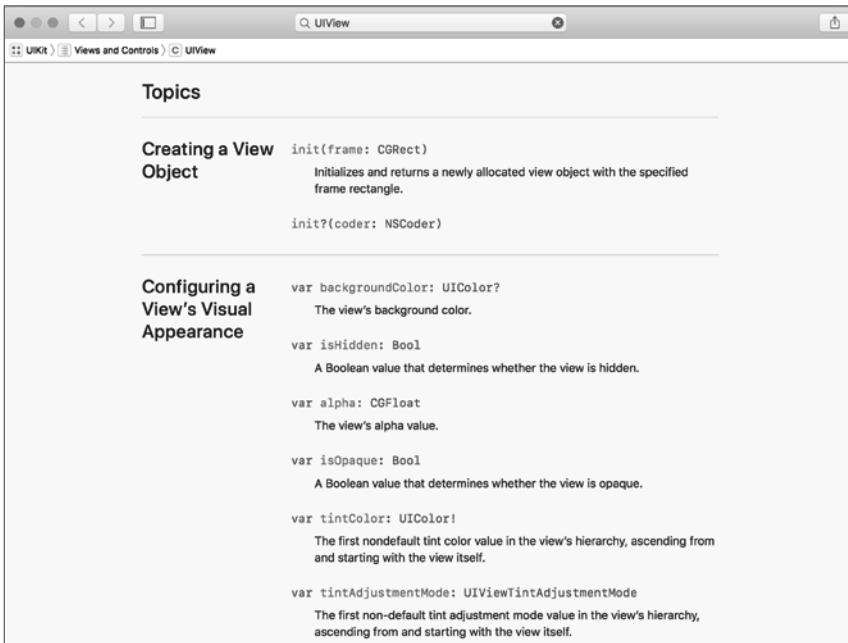 UIView
UIKit 〉 Views and Controls 〉 C UIView
Topics
Creating a View
Object
init(frame: CGRect)
Initializes and returns a newly allocated view object with the specified
frame rectangle.
init?(coder: NSCoder)
Configuring a
View's Visual
Appearance
var backgroundColor: UIColor?
The view's background color.
var isHidden: Bool
A Boolean value that determines whether the view is hidden.
var alpha: CGFloat
The view's alpha value.
var isOpaque: Bool
A Boolean value that determines whether the view is opaque.
var tintColor: UIColor!
The first nondefault tint color value in the view's hierarchy, ascending from
and starting with the view itself.
var tintAdjustmentMode: UIViewTintAdjustmentMode
The first non-default tint adjustment mode value in the view's hierarchy,
ascending from and starting with the view itself.